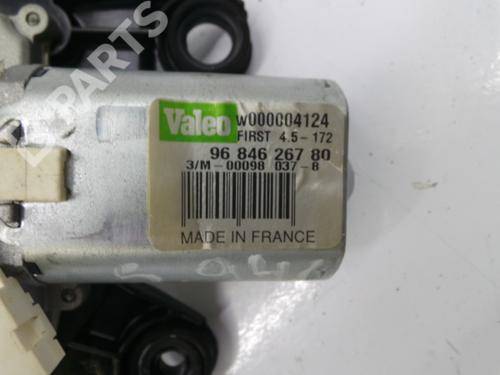 PARTS
Valeo W000004124
FIRST 4.5-172
96 846 267 80
3/M-00098 037-8
MADE IN FRANCE